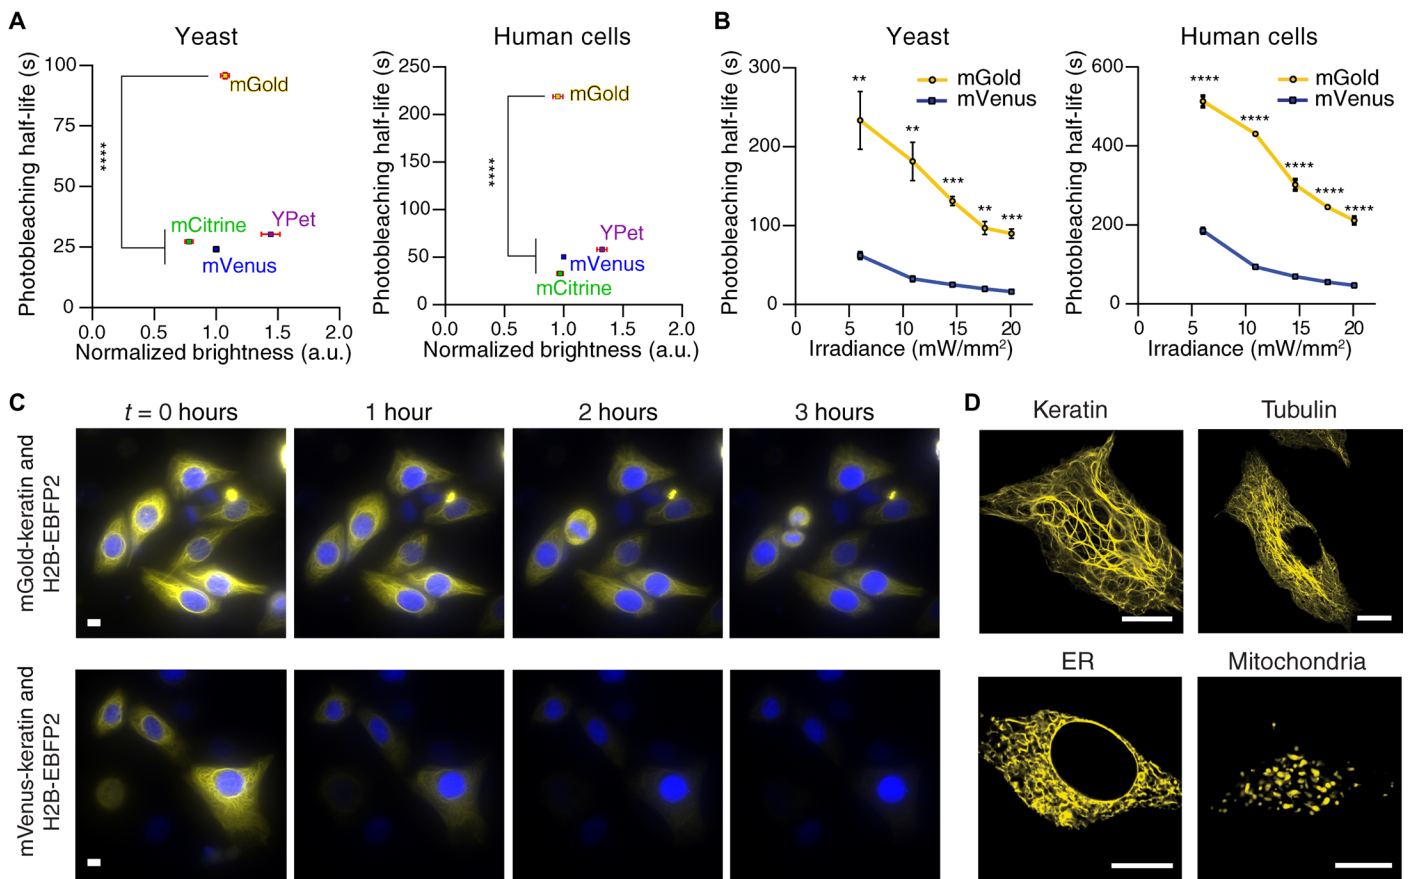 A
Yeast
Photobleaching half-life (s)
100
75
50
25
0
****
mGold
mCitrine
YPet
mVenus
0.0 0.5 1.0 1.5 2.0
Normalized brightness (a.u.)
Human cells
Photobleaching half-life (s)
250
200
150
100
50
0
****
mGold
YPet
mVenus
mCitrine
0.0 0.5 1.0 1.5 2.0
Normalized brightness (a.u.)
B
Yeast
Photobleaching half-life (s)
300
200
100
0
mGold
mVenus
**
**
***
**
***
0 5 10 15 20
Irradiance (mW/mm²)
Human cells
Photobleaching half-life (s)
600
400
200
0
mGold
mVenus
****
****
****
****
****
0 5 10 15 20
Irradiance (mW/mm²)
C
t = 0 hours
1 hour
2 hours
3 hours
mGold-keratin and
H2B-EBFP2
mVenus-keratin and
H2B-EBFP2
D
Keratin
Tubulin
ER
Mitochondria